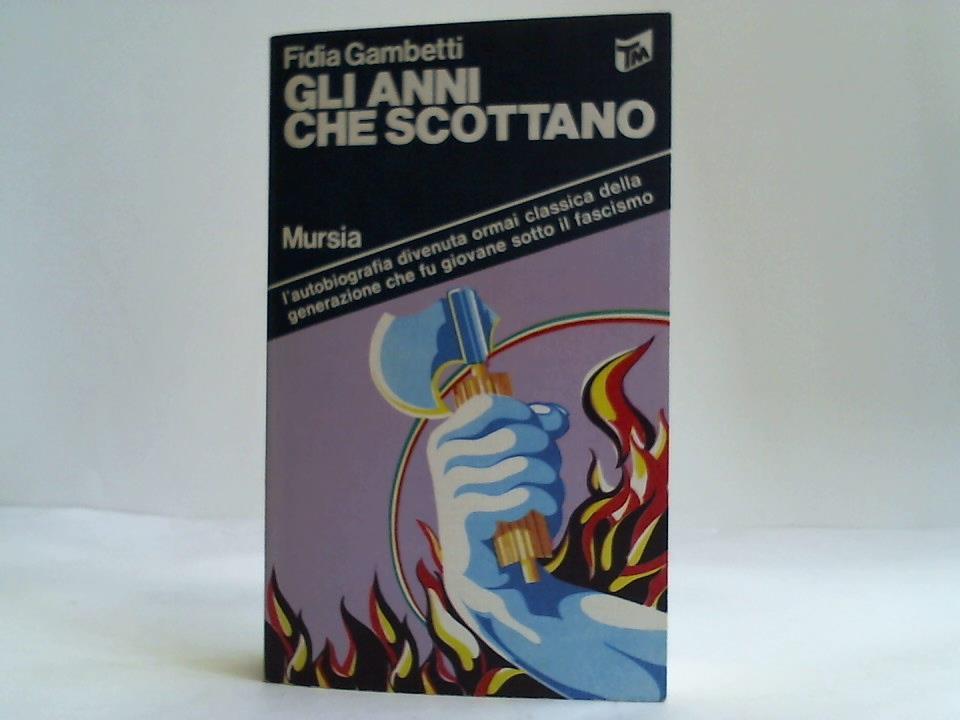 Fidia Gambetti
GLI ANNI
CHE SCOTTANO
TM
Mursia
l'autobiografia divenuta ormai classica della
generazione che fu giovane sotto il fascismo